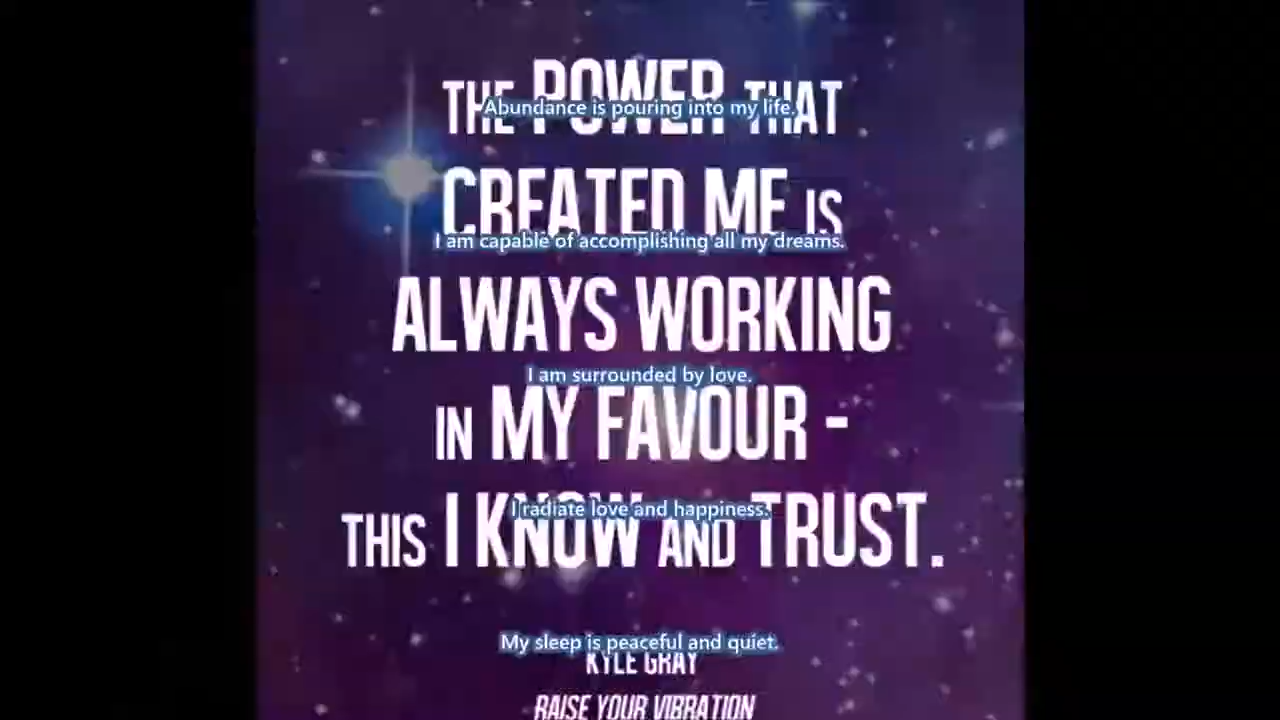 THE POWER THAT
Abundance is pouring into my life.
CREATED ME IS
I am capable of accomplishing all my dreams.
ALWAYS WORKING
I am surrounded by love.
IN MY FAVOUR -
I radiate love and happiness.
THIS I KNOW AND TRUST.
My sleep is peaceful and quiet.
KYLE GRAY
RAISE YOUR VIBRATION